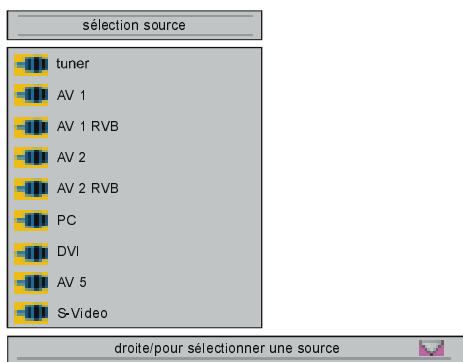 sélection source
tuner
AV 1
AV 1 RVB
AV 2
AV 2 RVB
PC
DVI
AV 5
S-Video
droite/pour sélectionner une source